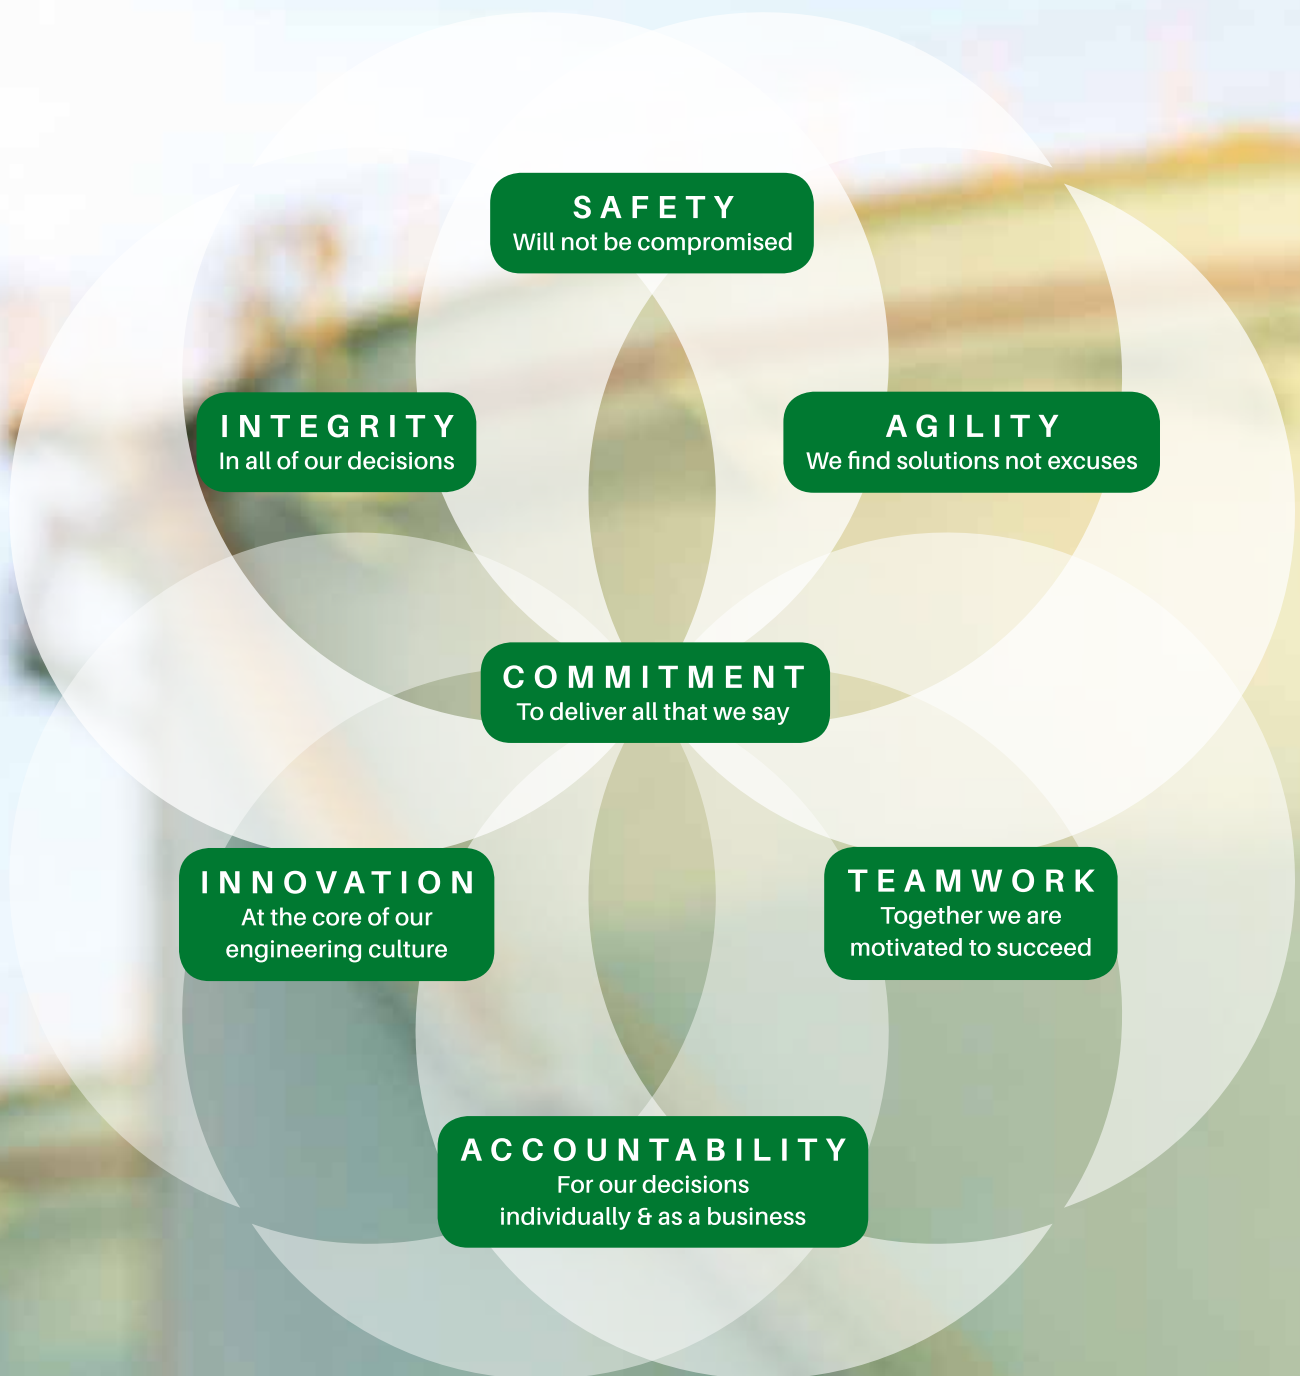 SAFETY
Will not be compromised
INTEGRITY
In all of our decisions
AGILITY
We find solutions not excuses
COMMITMENT
To deliver all that we say
INNOVATION
At the core of our
engineering culture
TEAMWORK
Together we are
motivated to succeed
ACCOUNTABILITY
For our decisions
individually & as a business